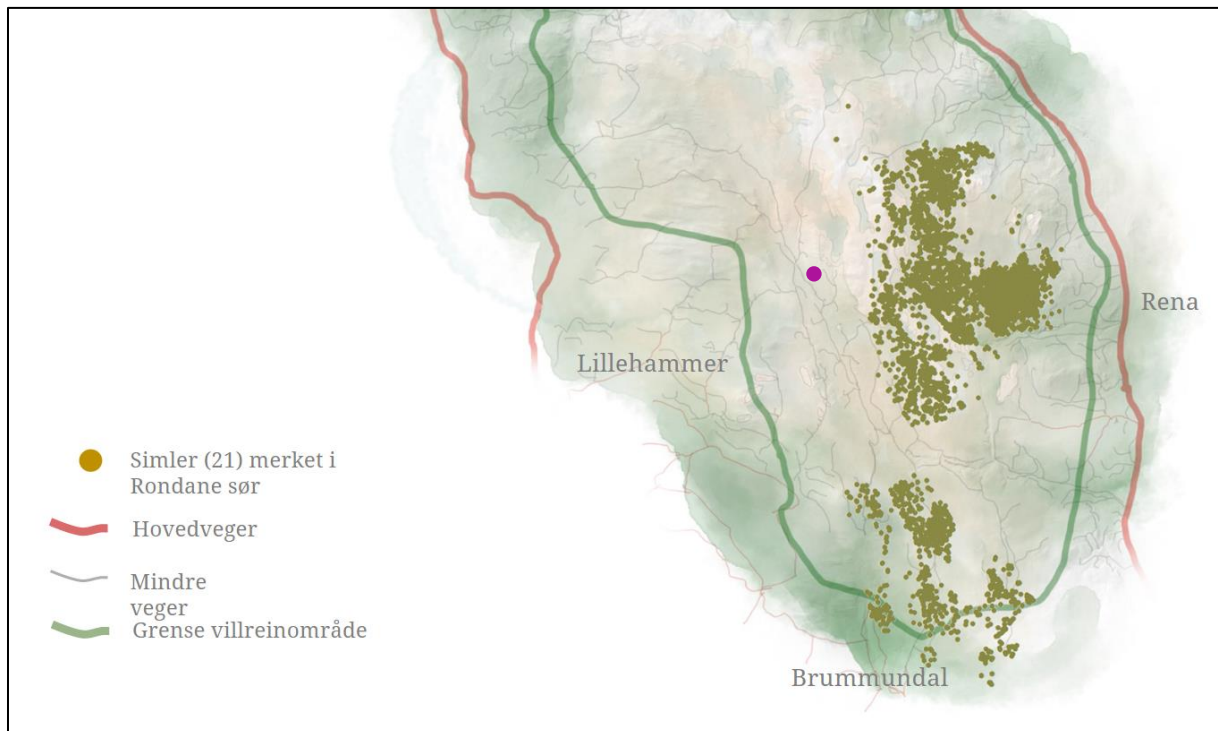 Rena
Lillehammer
Simler (21) merket i
Rondane sør
Hovedveger
Mindre
veger
Grense villreinområde
Brummundal